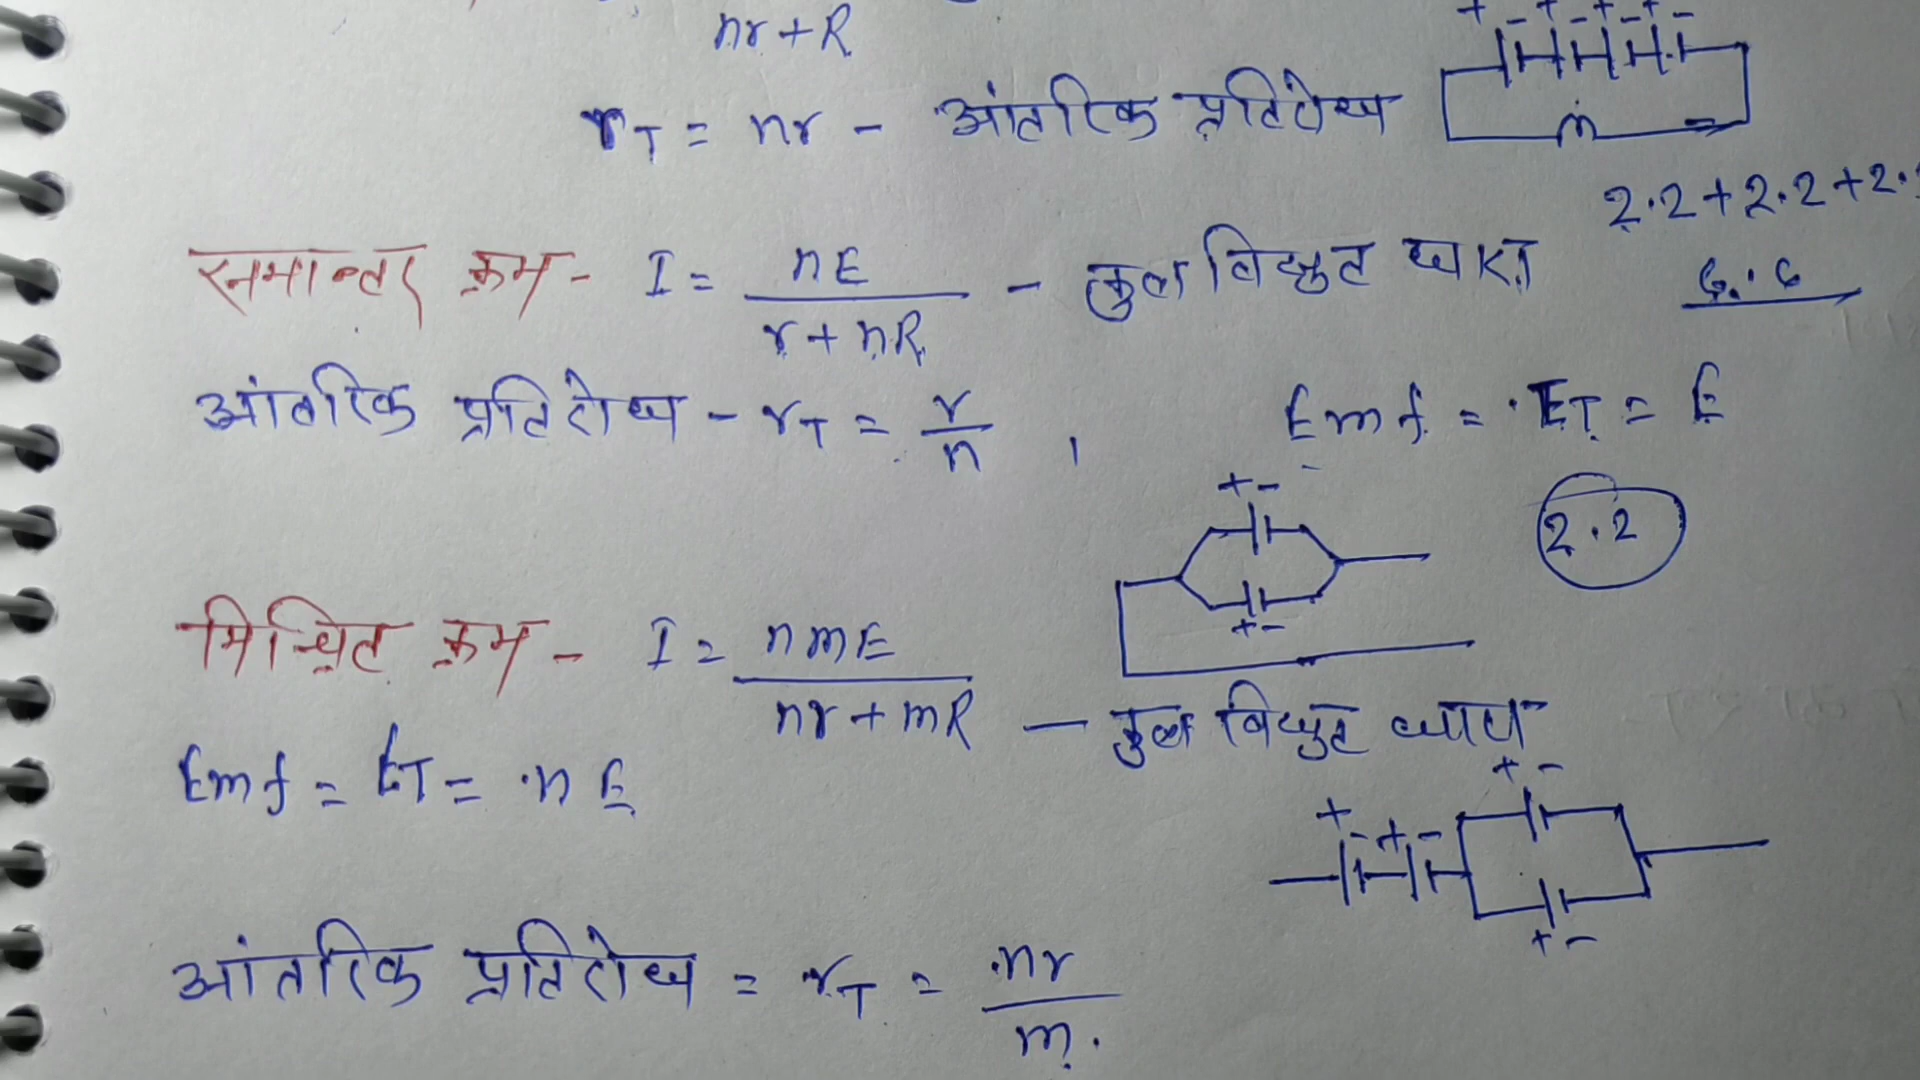 nr+R
+ - + - + - + -
rT = nr - आंतरिक प्रतिरोध
2.2+2.2+2.
समान्तर क्रम - I = nE / r+nR - कुल विद्युत धारा
6.6
आंतरिक प्रतिरोध - rT = r/n , Emf = ET = E
+ -
2.2
+ -
मिश्रित क्रम - I = nmE / nr+mR - कुल विद्युत धारा
Emf = ET = nE
+ -
+ - + -
+ -
आंतरिक प्रतिरोध = rT = nr/m.